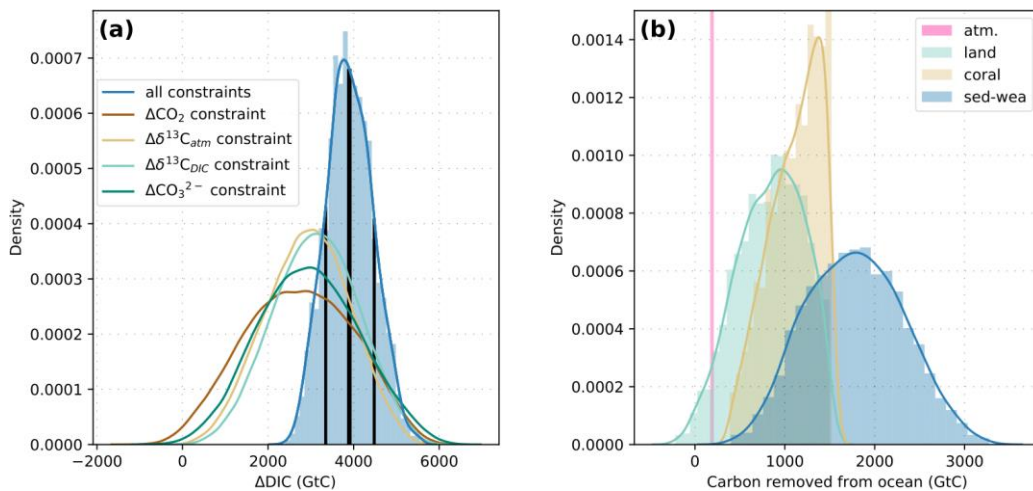 (a)
0.0007
0.0006
0.0005
0.0004
0.0003
0.0002
0.0001
0.0000
Density
all constraints
ΔCO₂ constraint
Δδ¹³C_atm constraint
Δδ¹³C_DIC constraint
ΔCO₃²⁻ constraint
−2000 0 2000 4000 6000
ΔDIC (GtC)
(b)
0.0014
0.0012
0.0010
0.0008
0.0006
0.0004
0.0002
0.0000
Density
atm.
land
coral
sed-wea
0 1000 2000 3000
Carbon removed from ocean (GtC)